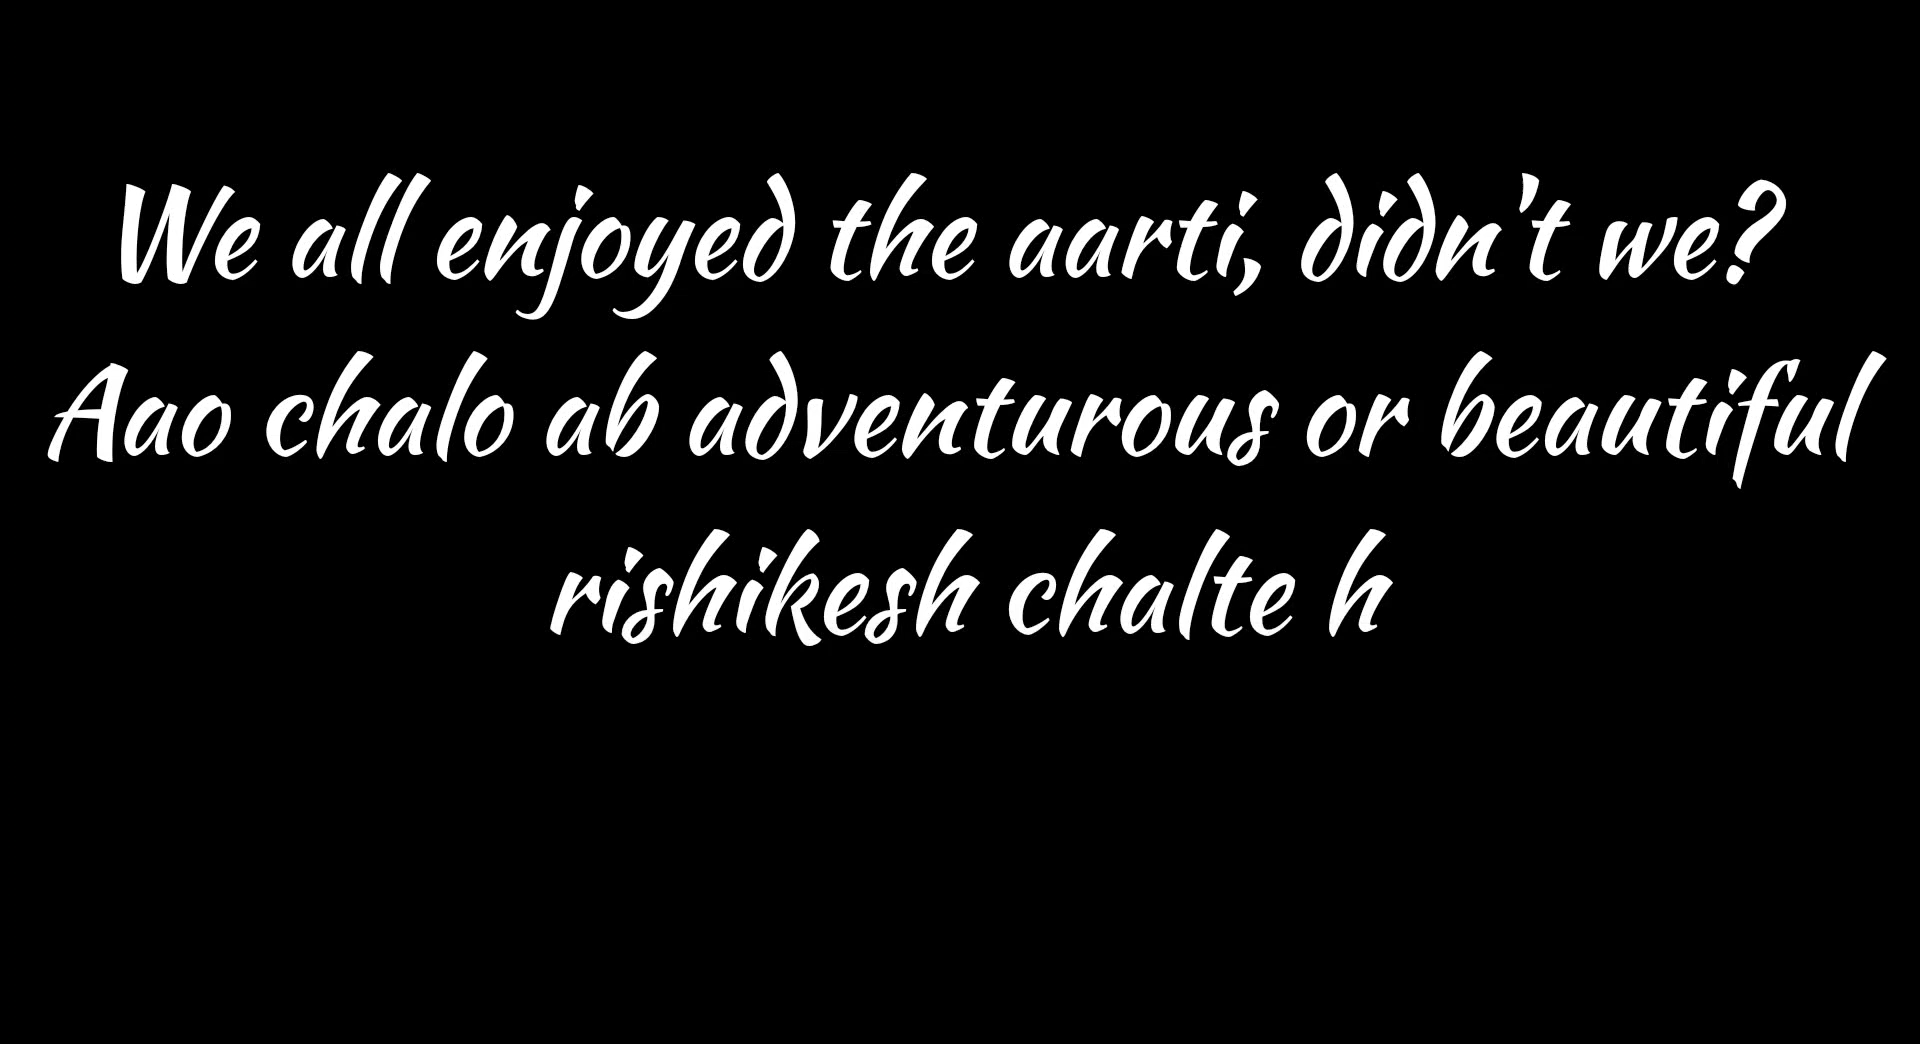 We all enjoyed the aarti, didn't we?
Aao chalo ab adventurous or beautiful
rishikesh chalte h